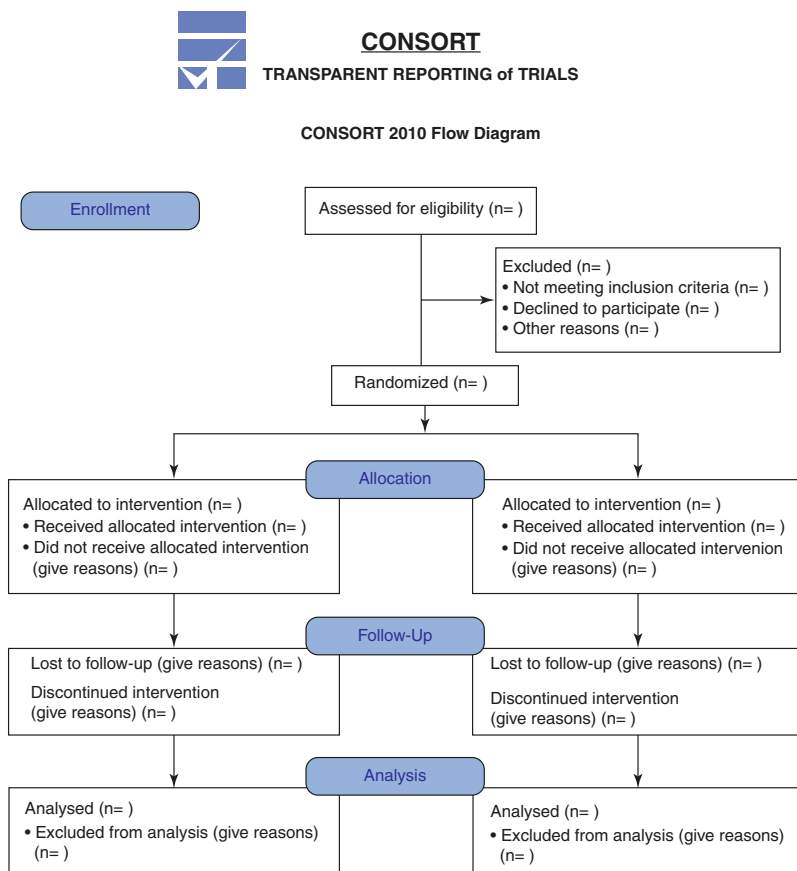 CONSORT
TRANSPARENT REPORTING of TRIALS
CONSORT 2010 Flow Diagram
Enrollment
Assessed for eligibility (n= )
Excluded (n= )
• Not meeting inclusion criteria (n= )
• Declined to participate (n= )
• Other reasons (n= )
Randomized (n= )
Allocation
Allocated to intervention (n= )
• Received allocated intervention (n= )
• Did not receive allocated intervention
(give reasons) (n= )
Allocated to intervention (n= )
• Received allocated intervention (n= )
• Did not receive allocated intervenion
(give reasons) (n= )
Follow-Up
Lost to follow-up (give reasons) (n= )
Discontinued intervention
(give reasons) (n= )
Lost to follow-up (give reasons) (n= )
Discontinued intervention
(give reasons) (n= )
Analysis
Analysed (n= )
• Excluded from analysis (give reasons)
(n= )
Analysed (n= )
• Excluded from analysis (give reasons)
(n= )